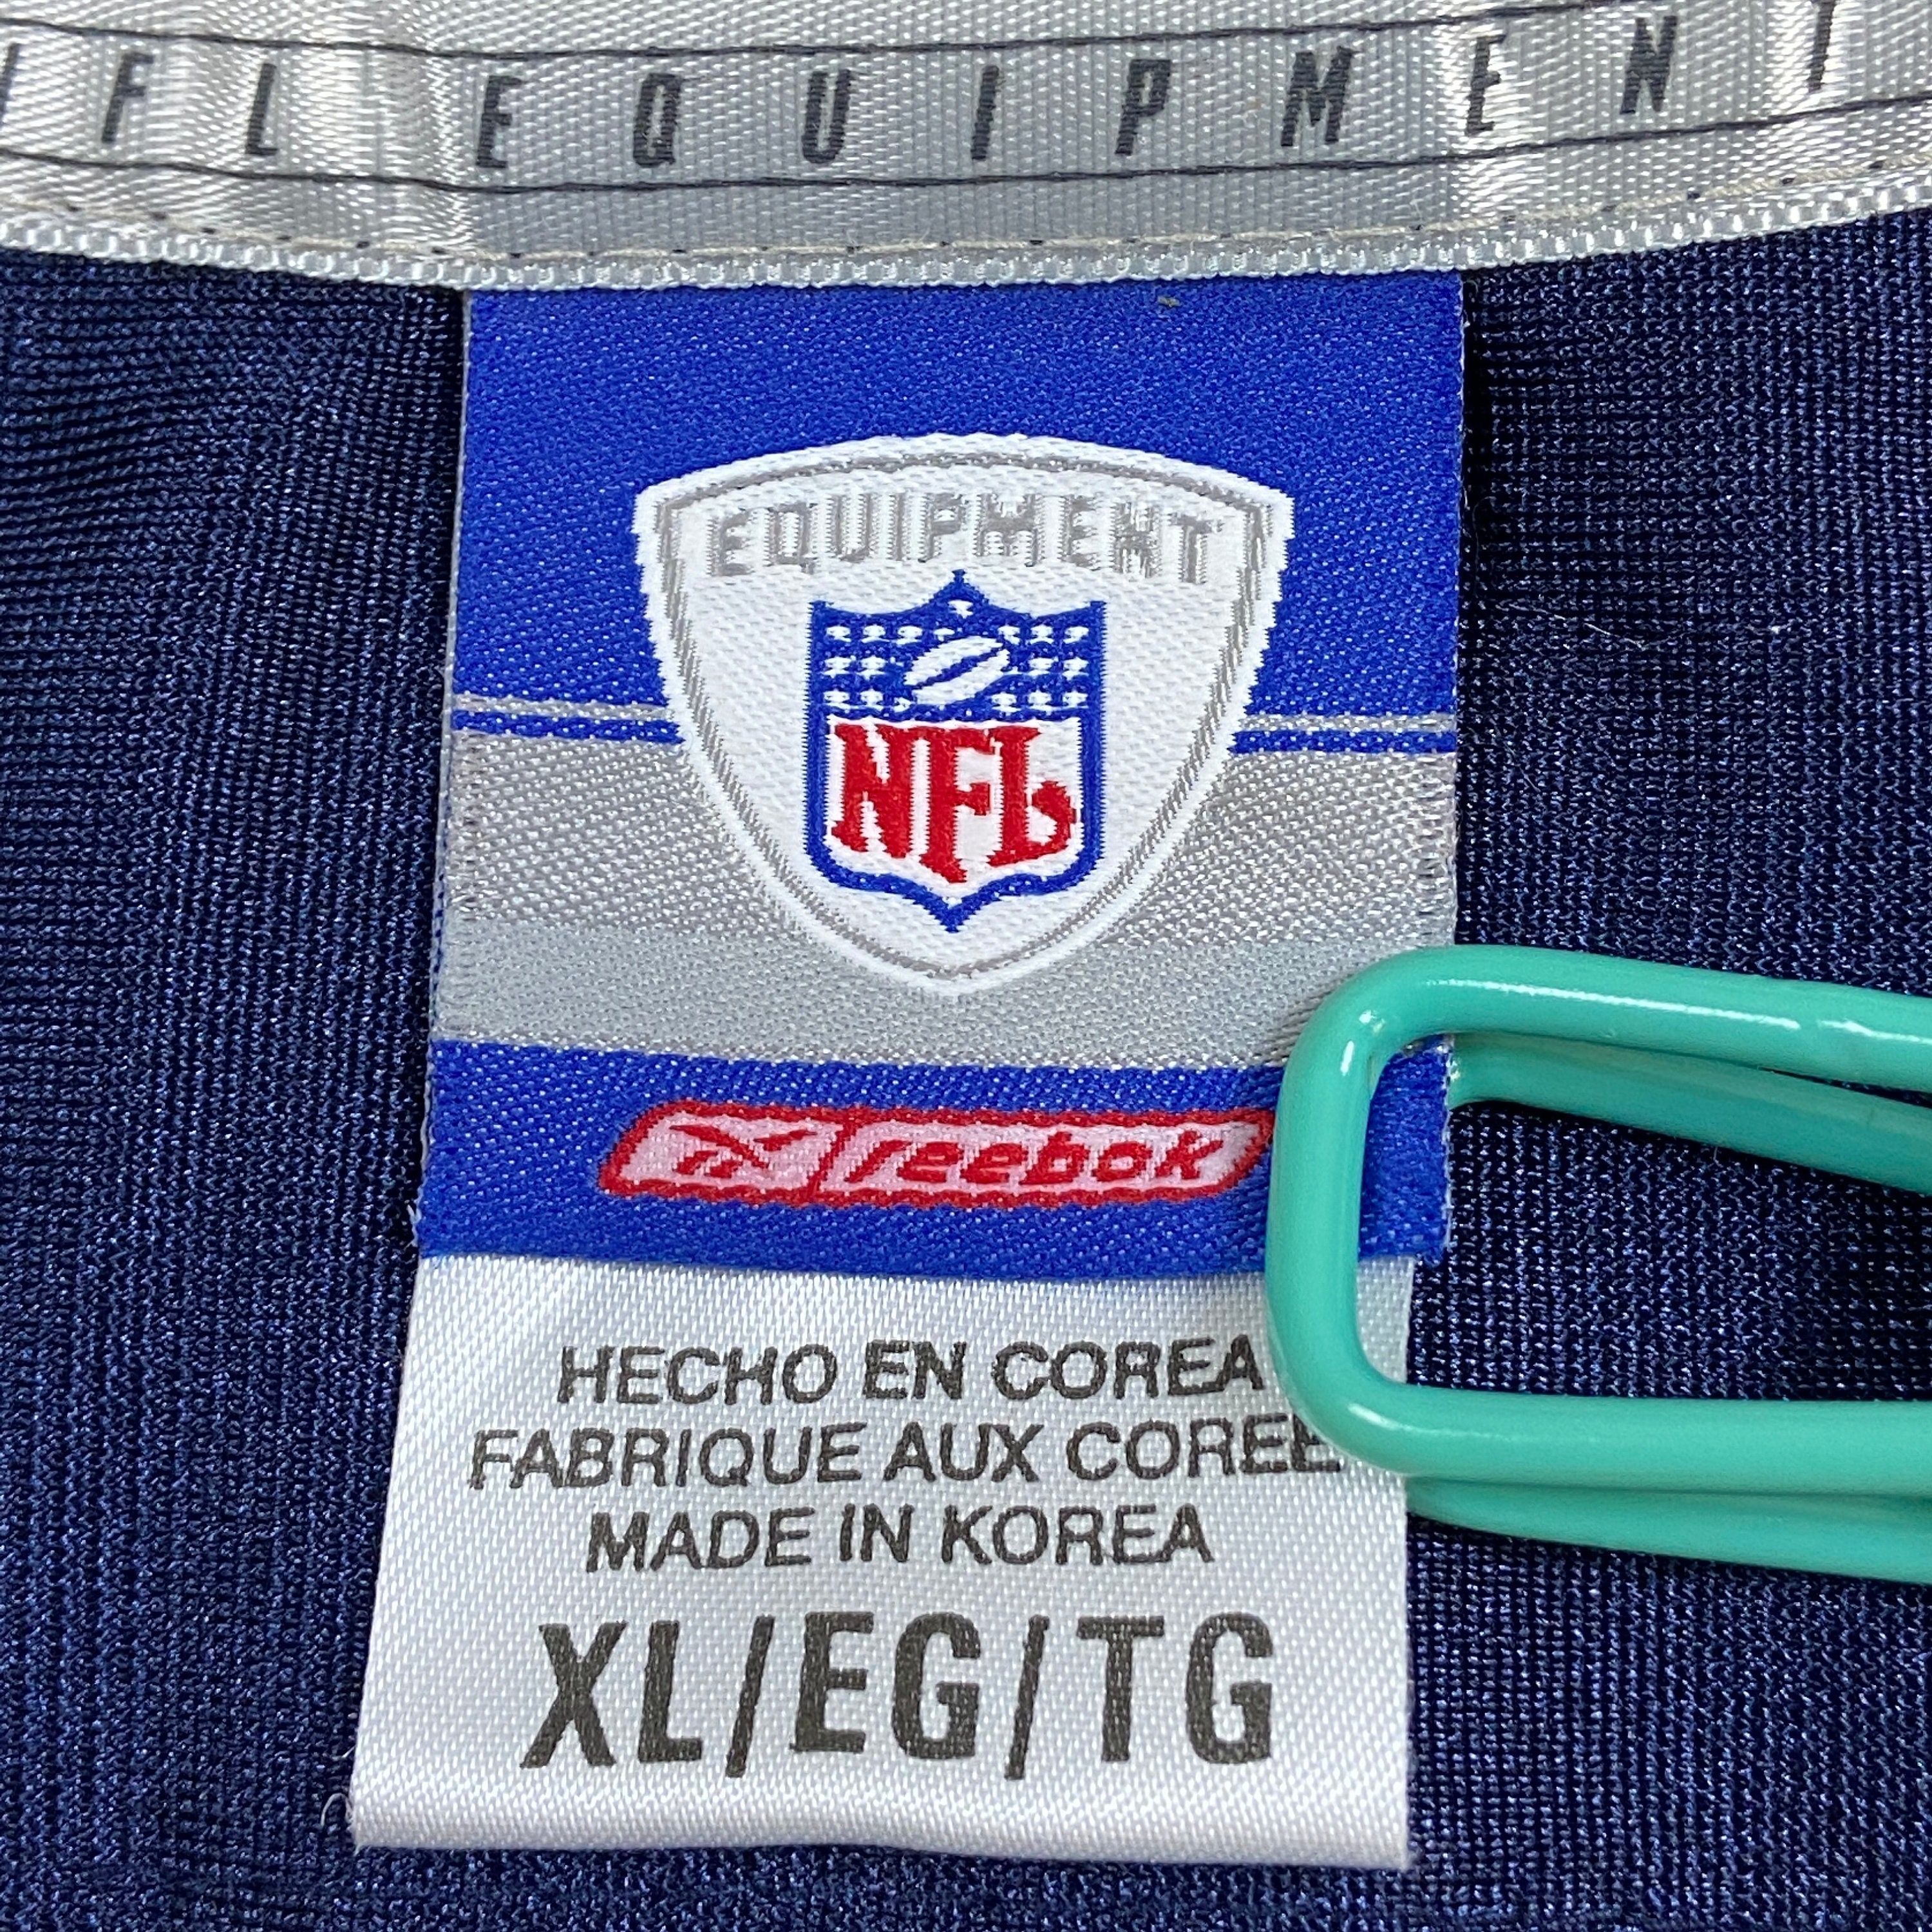 NFL EQUIPMENT
EQUIPMENT
NFL
reebok
HECHO EN COREA
FABRIQUE AUX COREE
MADE IN KOREA
XL/EG/TG